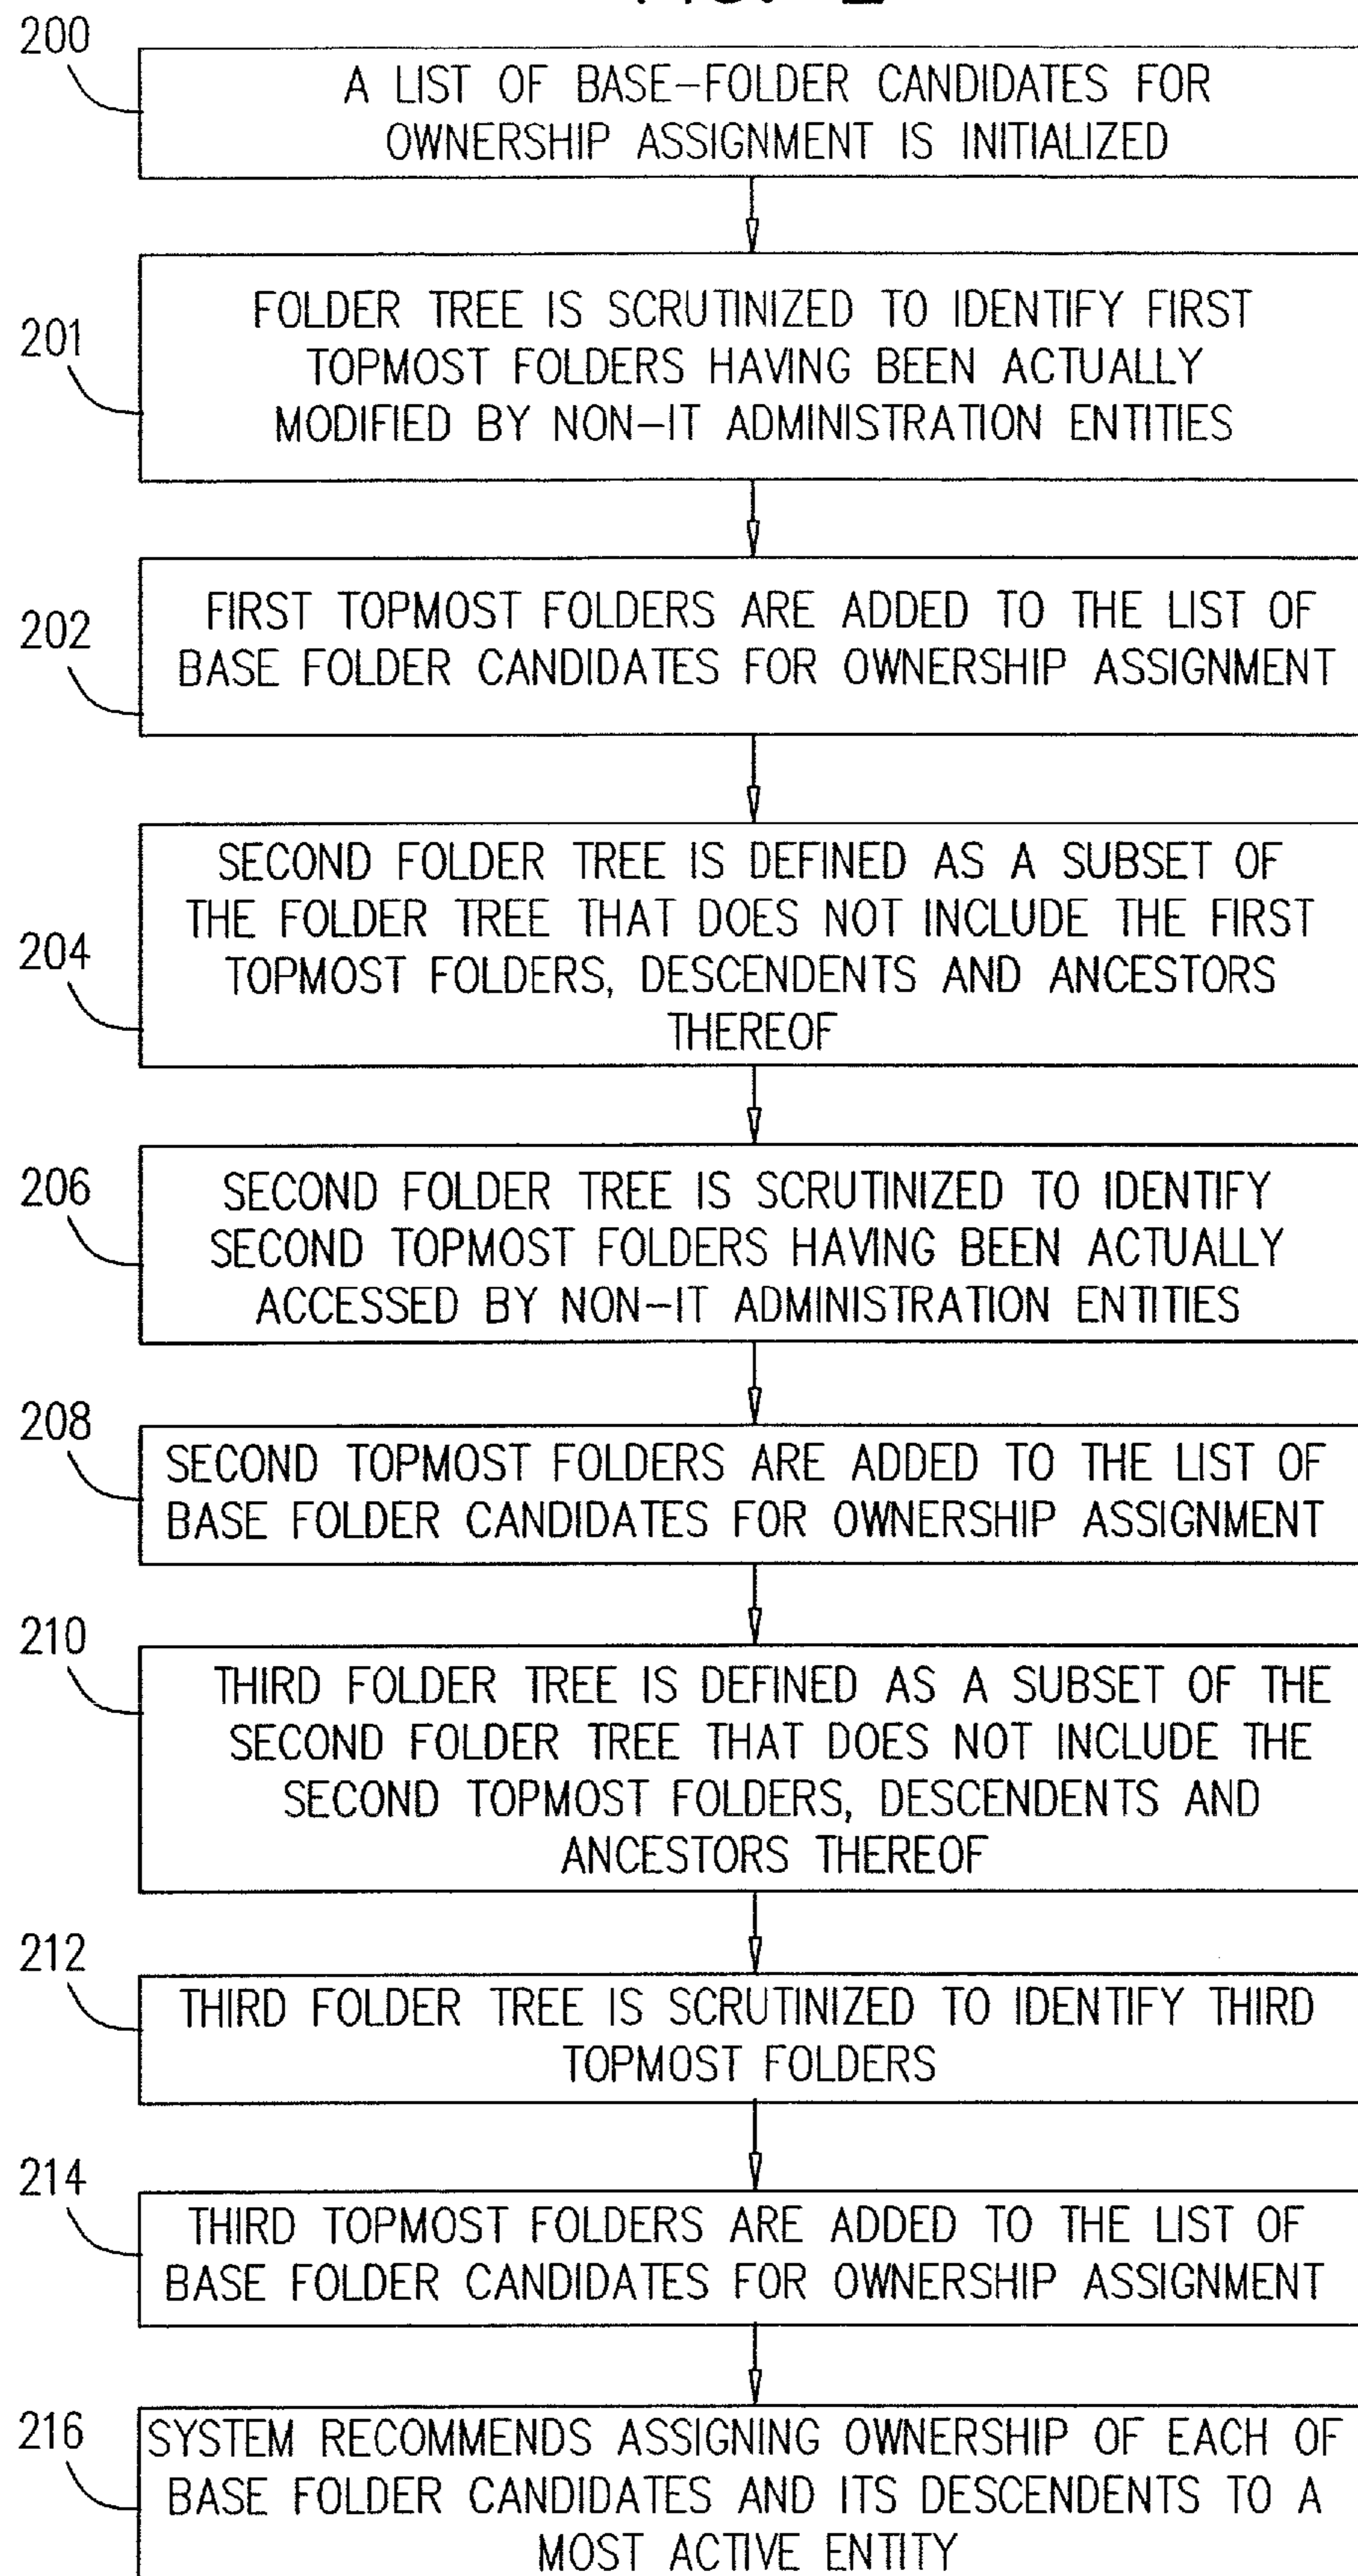 200
A LIST OF BASE-FOLDER CANDIDATES FOR
OWNERSHIP ASSIGNMENT IS INITIALIZED
201
FOLDER TREE IS SCRUTINIZED TO IDENTIFY FIRST
TOPMOST FOLDERS HAVING BEEN ACTUALLY
MODIFIED BY NON-IT ADMINISTRATION ENTITIES
202
FIRST TOPMOST FOLDERS ARE ADDED TO THE LIST OF
BASE FOLDER CANDIDATES FOR OWNERSHIP ASSIGNMENT
204
SECOND FOLDER TREE IS DEFINED AS A SUBSET OF
THE FOLDER TREE THAT DOES NOT INCLUDE THE FIRST
TOPMOST FOLDERS, DESCENDENTS AND ANCESTORS
THEREOF
206
SECOND FOLDER TREE IS SCRUTINIZED TO IDENTIFY
SECOND TOPMOST FOLDERS HAVING BEEN ACTUALLY
ACCESSED BY NON-IT ADMINISTRATION ENTITIES
208
SECOND TOPMOST FOLDERS ARE ADDED TO THE LIST OF
BASE FOLDER CANDIDATES FOR OWNERSHIP ASSIGNMENT
210
THIRD FOLDER TREE IS DEFINED AS A SUBSET OF THE
SECOND FOLDER TREE THAT DOES NOT INCLUDE THE
SECOND TOPMOST FOLDERS, DESCENDENTS AND
ANCESTORS THEREOF
212
THIRD FOLDER TREE IS SCRUTINIZED TO IDENTIFY THIRD
TOPMOST FOLDERS
214
THIRD TOPMOST FOLDERS ARE ADDED TO THE LIST OF
BASE FOLDER CANDIDATES FOR OWNERSHIP ASSIGNMENT
216
SYSTEM RECOMMENDS ASSIGNING OWNERSHIP OF EACH OF
BASE FOLDER CANDIDATES AND ITS DESCENDENTS TO A
MOST ACTIVE ENTITY